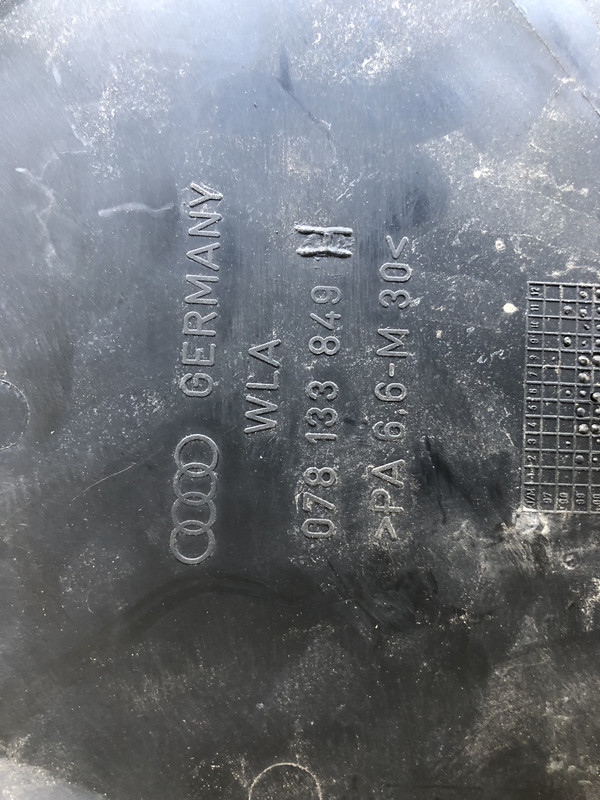 GERMANY
WLA
078 133 849
>PA 6.6-M 30<